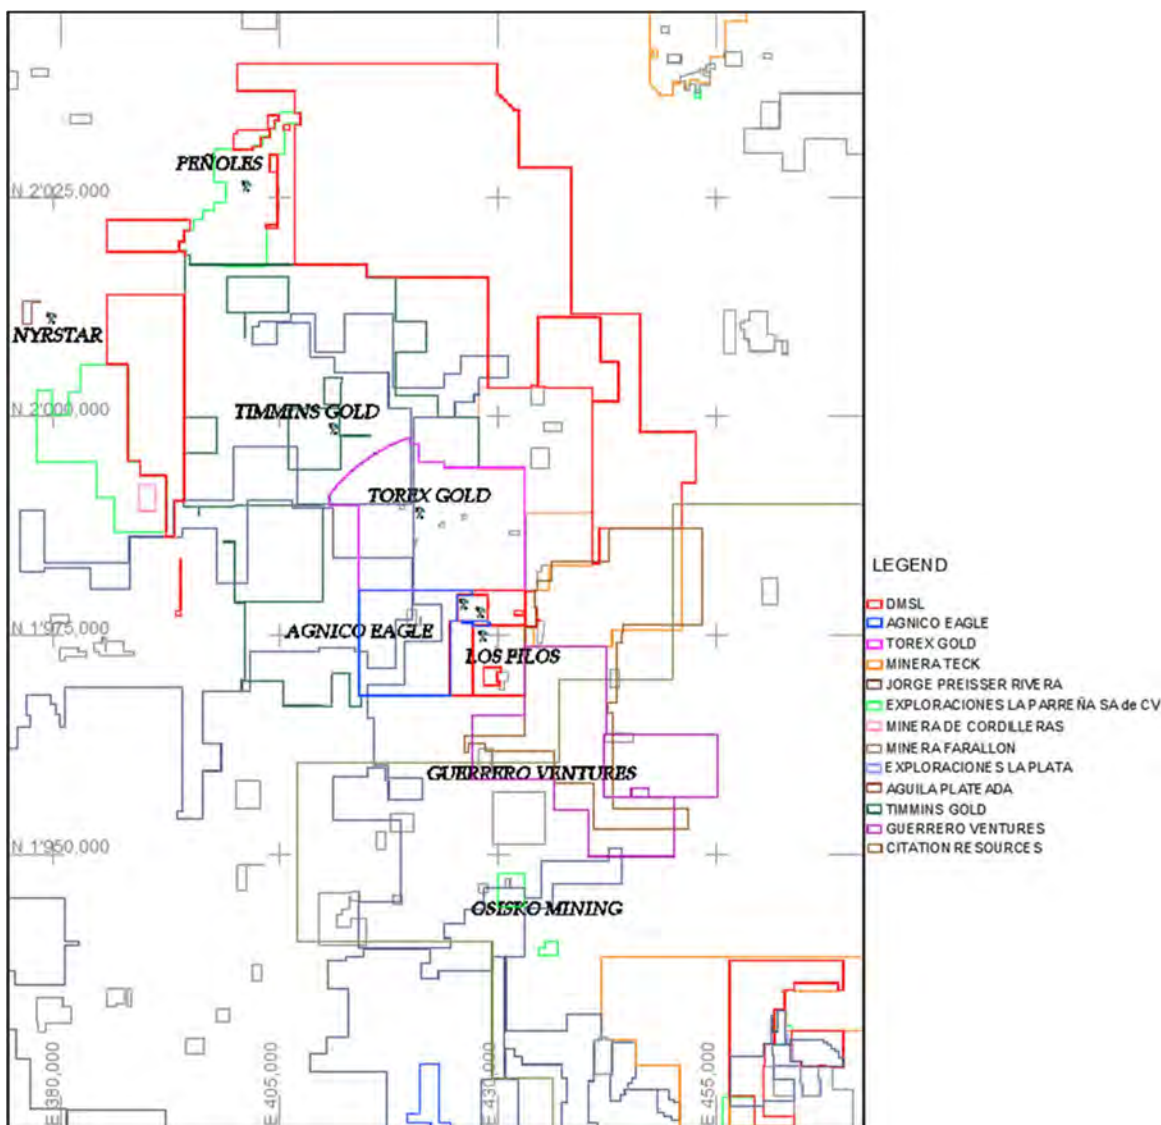 PEÑOLES
N 2'025,000
NYRSTAR
TIMMINS GOLD
N 2'000,000
TOREX GOLD
N 1'975,000
AGNICO EAGLE
LOS FILOS
GUERRERO VENTURES
N 1'950,000
OSISKO MINING
E 380,000
E 405,000
E 430,000
E 455,000
LEGEND
DMSL
AGNICO EAGLE
TOREX GOLD
MINERA TECK
JORGE PREISSER RIVERA
EXPLORACIONES LA PARREÑA SA de CV
MINERA DE CORDILLERAS
MINERA FARALLON
EXPLORACIONES LA PLATA
AGUILA PLATEADA
TIMMINS GOLD
GUERRERO VENTURES
CITATION RESOURCES